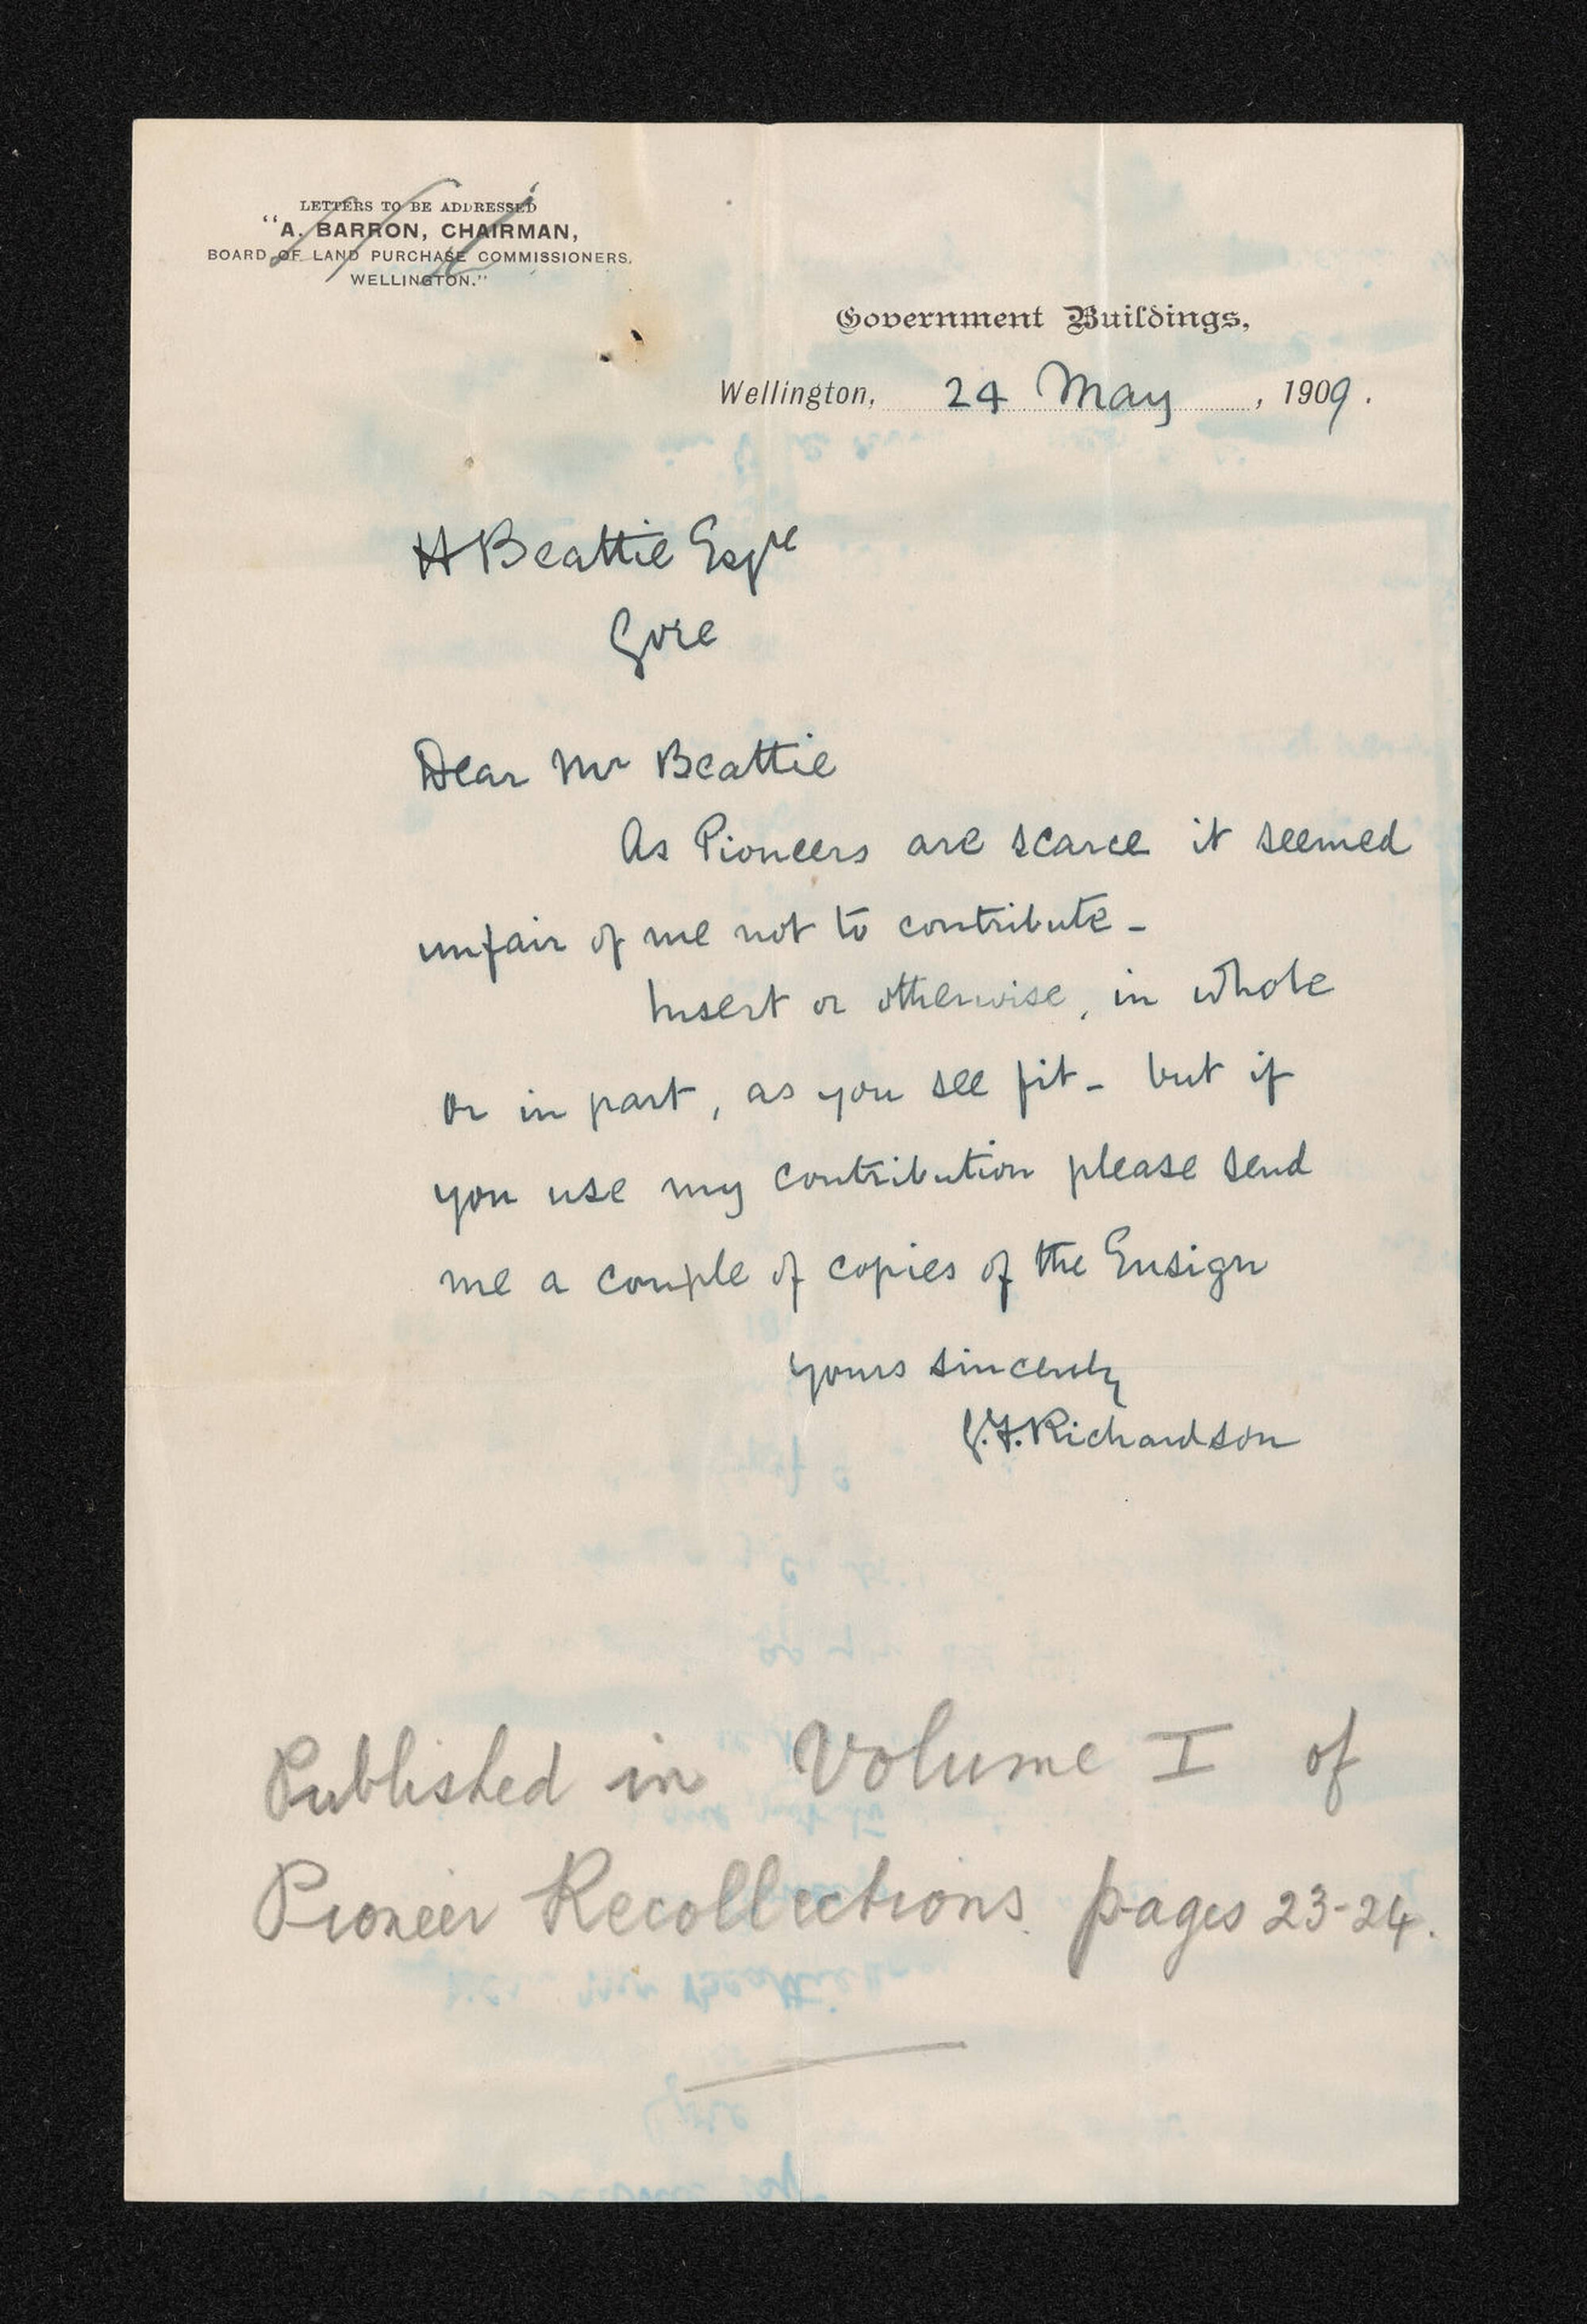 LETTERS TO BE ADDRESSED
"A. BARRON, CHAIRMAN,
BOARD OF LAND PURCHASE COMMISSIONERS,
WELLINGTON."
Government Buildings,
Wellington, 24 May, 1909.
H Beattie Esqre
Gore
Dear Mr Beattie
As Pioneers are scarce it seemed
unfair of me not to contribute -
Insert or otherwise, in whole
or in part, as you see fit - but if
you use my contribution please send
me a couple of copies of the Ensign
yours sincerely
G.F. Richardson
Published in Volume I of
Pioneer Recollections pages 23-24.